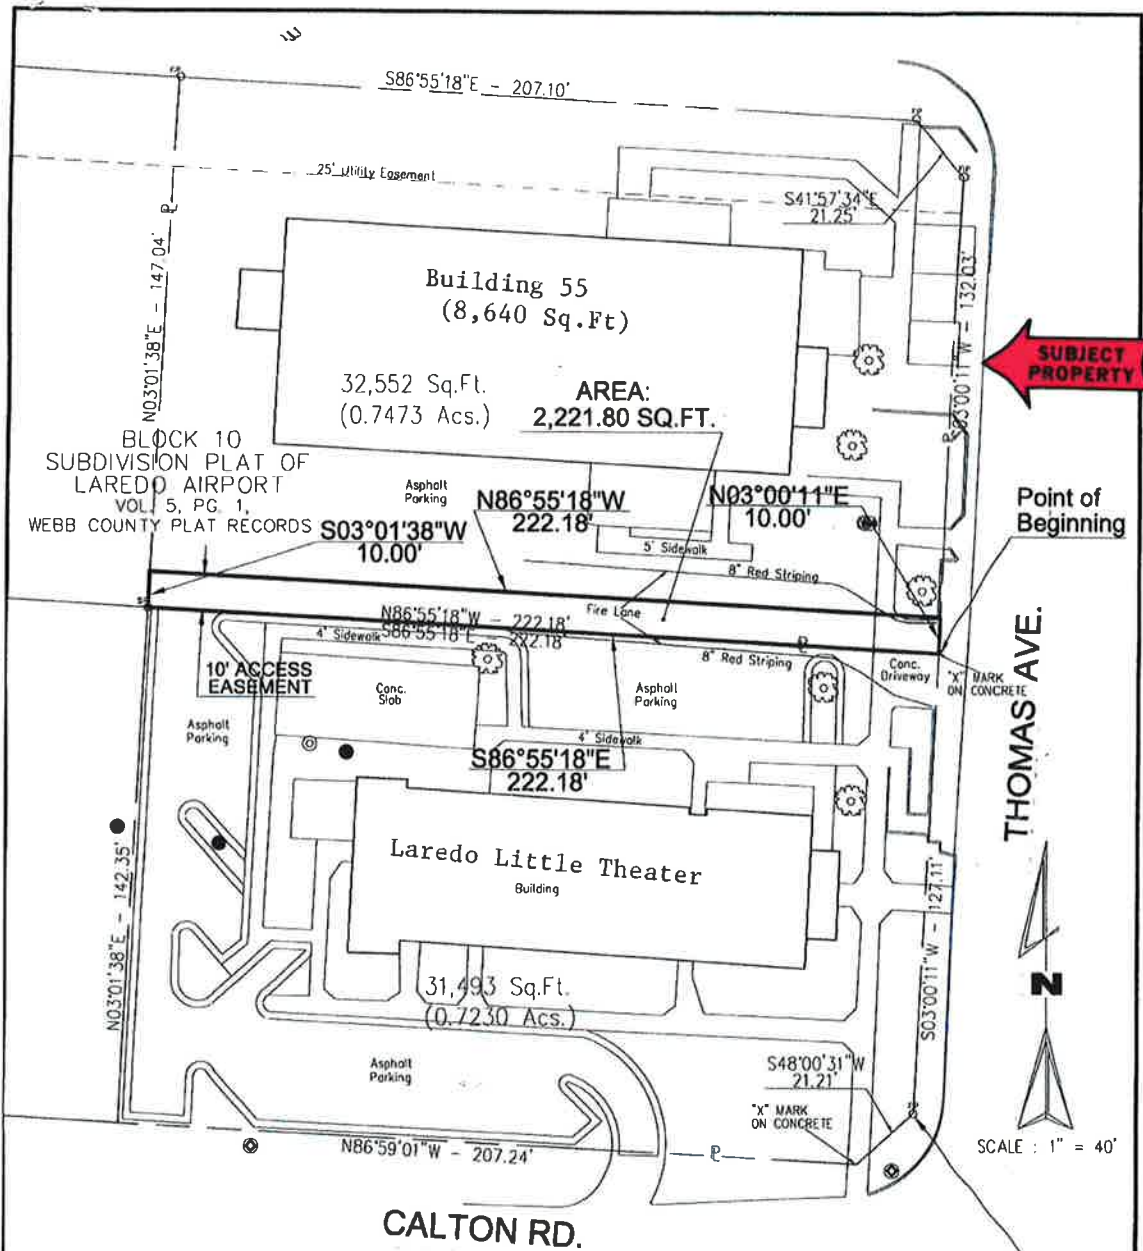 S86°55'18"E - 207.10'
25' Utility Easement
S41°57'34"E
21.25'
N03°01'38"E - 147.04'
P
L
Building 55
(8,640 Sq.Ft)
S03°00'11"W - 132.03'
SUBJECT
PROPERTY
32,552 Sq.Ft.
(0.7473 Acs.)
AREA:
2,221.80 SQ.FT.
BLOCK 10
SUBDIVISION PLAT OF
LAREDO AIRPORT
VOL. 5, PG. 1,
WEBB COUNTY PLAT RECORDS
Asphalt
Parking
N86°55'18"W
222.18'
N03°00'11"E
10.00'
Point of
Beginning
S03°01'38"W
10.00'
5' Sidewalk
8" Red Striping
Fire Lane
N86°55'18"W - 222.18'
S86°55'18"E - 222.18'
4' Sidewalk
8" Red Striping
10' ACCESS
EASEMENT
Conc.
Slab
Asphalt
Parking
Conc.
Driveway
"X" MARK
ON CONCRETE
Asphalt
Parking
4' Sidewalk
S86°55'18"E
222.18'
THOMAS AVE.
Laredo Little Theater
Building
N03°01'38"E - 142.35'
S03°00'11"W - 127.11'
31,493 Sq.Ft.
(0.7230 Acs.)
N
Asphalt
Parking
S48°00'31"W
21.21'
"X" MARK
ON CONCRETE
N86°59'01"W - 207.24'
SCALE : 1" = 40'
CALTON RD.